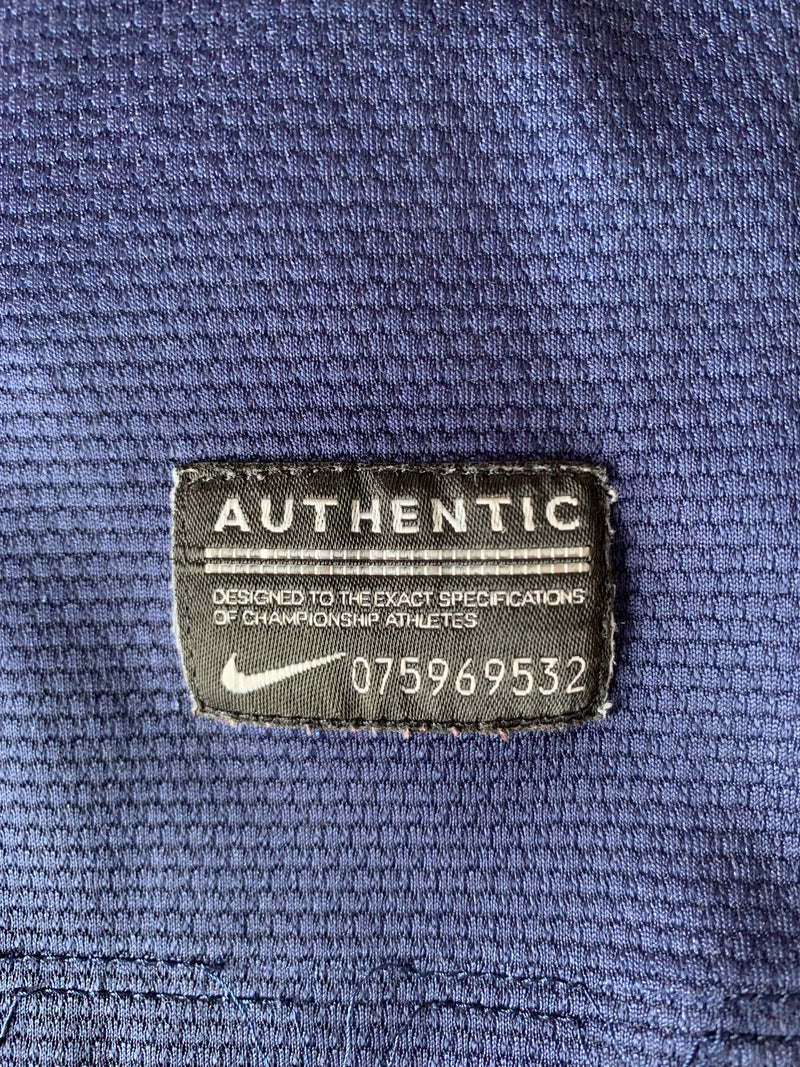 AUTHENTIC
DESIGNED TO THE EXACT SPECIFICATIONS
OF CHAMPIONSHIP ATHLETES
075969532